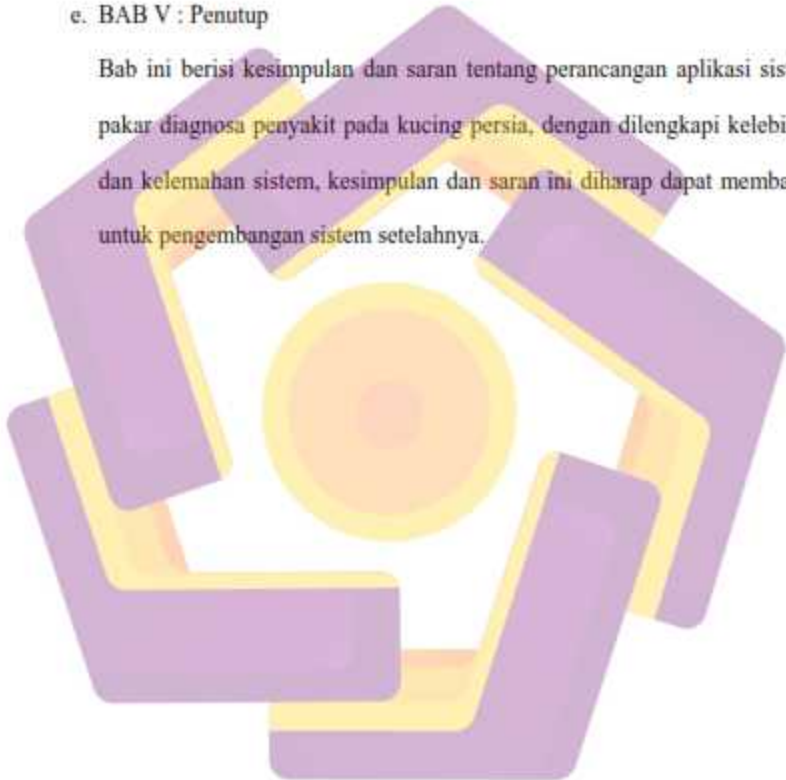 e. BAB V : Penutup
Bab ini berisi kesimpulan dan saran tentang perancangan aplikasi sis
pakar diagnosa penyakit pada kucing persia, dengan dilengkapi kelebi
dan kelemahan sistem, kesimpulan dan saran ini diharap dapat memba
untuk pengembangan sistem setelahnya.